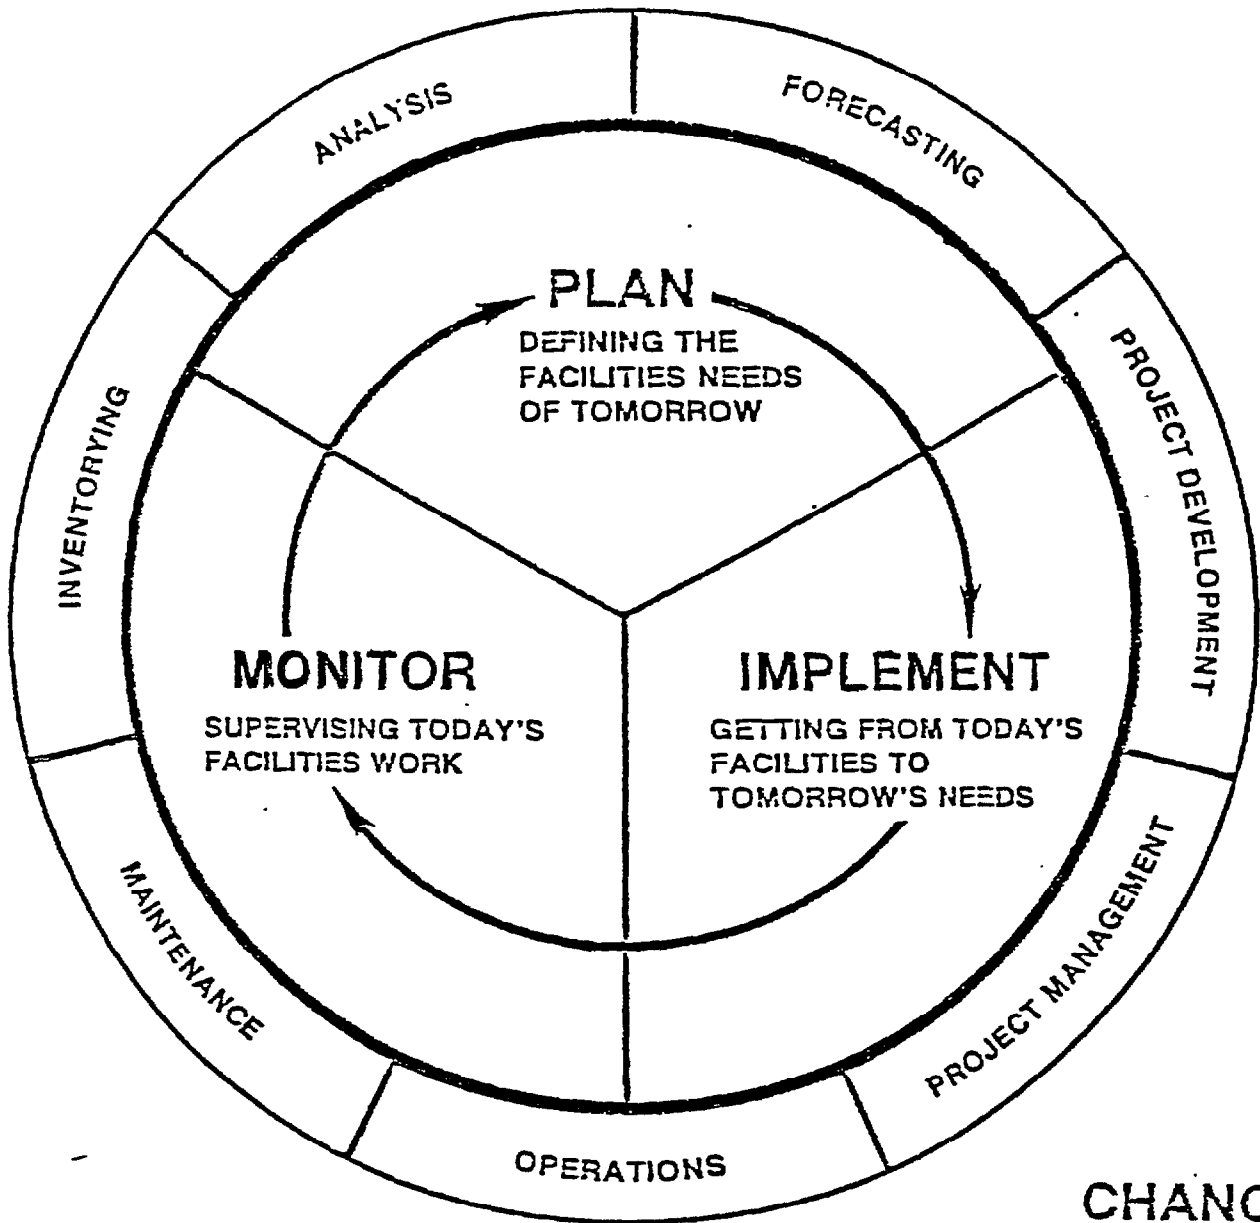 ANALYSIS
FORECASTING
PLAN
DEFINING THE
FACILITIES NEEDS
OF TOMORROW
INVENTORYING
PROJECT DEVELOPMENT
MONITOR
SUPERVISING TODAY'S
FACILITIES WORK
IMPLEMENT
GETTING FROM TODAY'S
FACILITIES TO
TOMORROW'S NEEDS
MAINTENANCE
PROJECT MANAGEMENT
OPERATIONS